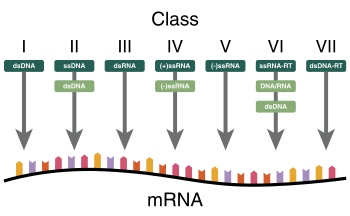 Class
I II III IV V VI VII
dsDNA ssDNA dsRNA (+)ssRNA (-)ssRNA ssRNA-RT dsDNA-RT
dsDNA (-)ssRNA DNA/RNA
dsDNA
mRNA